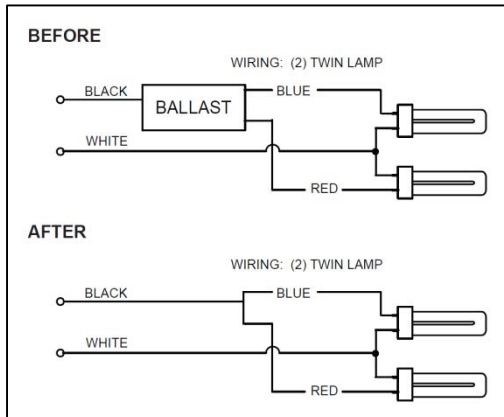 BEFORE
WIRING: (2) TWIN LAMP
BLACK
BLUE
BALLAST
WHITE
RED
AFTER
WIRING: (2) TWIN LAMP
BLACK
BLUE
WHITE
RED